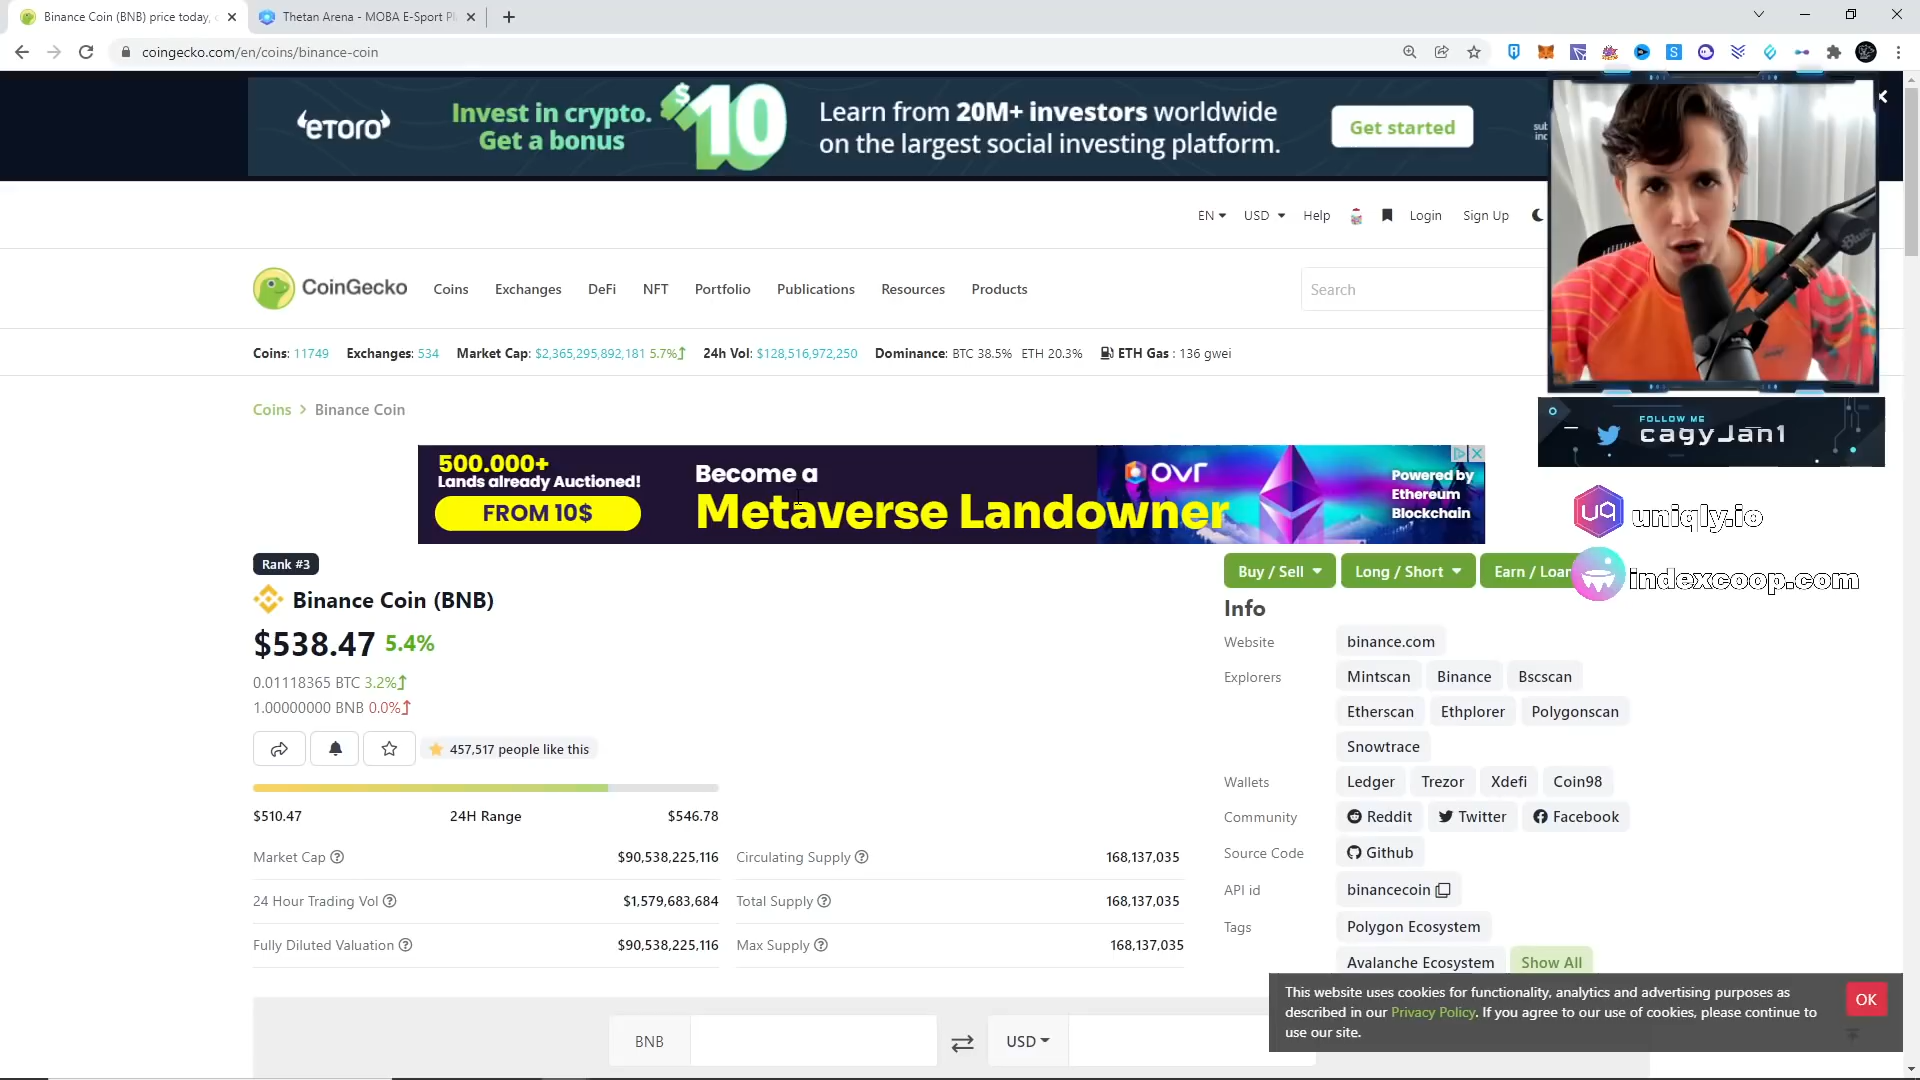 Binance Coin (BNB) price today,
Thetan Arena - MOBA E-Sport Pl
coingecko.com/en/coins/binance-coin
eTORO
Invest in crypto.
Get a bonus
$10
Learn from 20M+ investors worldwide
on the largest social investing platform.
Get started
EN
USD
Help
Login
Sign Up
CoinGecko
Coins
Exchanges
DeFi
NFT
Portfolio
Publications
Resources
Products
Search
Coins: 11749 Exchanges: 534 Market Cap: $2,365,295,892,181 5.7% 24h Vol: $128,516,972,250 Dominance: BTC 38.5% ETH 20.3% ETH Gas : 136 gwei
Coins > Binance Coin
FOLLOW ME
cagyJan1
500.000+
Lands already Auctioned!
FROM 10$
Become a
Metaverse Landowner
OVR
Powered by
Ethereum
Blockchain
uniqly.io
indexcoop.com
Rank #3
Binance Coin (BNB)
$538.47 5.4%
0.01118365 BTC 3.2%
1.00000000 BNB 0.0%
457,517 people like this
$510.47 24H Range $546.78
Market Cap $90,538,225,116
24 Hour Trading Vol $1,579,683,684
Fully Diluted Valuation $90,538,225,116
Circulating Supply 168,137,035
Total Supply 168,137,035
Max Supply 168,137,035
Buy / Sell
Long / Short
Earn / Loan
Info
Website binance.com
Explorers Mintscan Binance Bscscan
Etherscan Ethplorer Polygonscan
Snowtrace
Wallets Ledger Trezor Xdefi Coin98
Community Reddit Twitter Facebook
Source Code Github
API id binancecoin
Tags Polygon Ecosystem
Avalanche Ecosystem Show All
BNB
USD
This website uses cookies for functionality, analytics and advertising purposes as
described in our Privacy Policy. If you agree to our use of cookies, please continue to
use our site.
OK